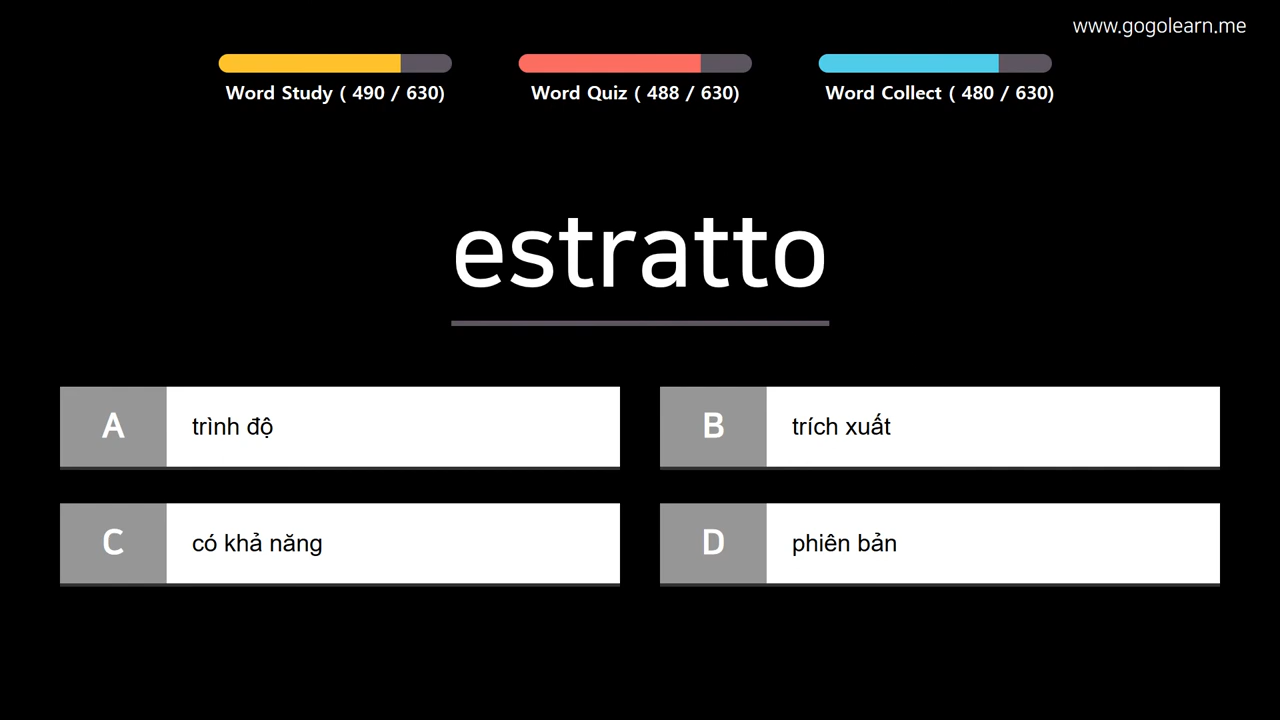 www.gogolearn.me
Word Study ( 490 / 630)
Word Quiz ( 488 / 630)
Word Collect ( 480 / 630)
estratto
A trình độ
B trích xuất
C có khả năng
D phiên bản